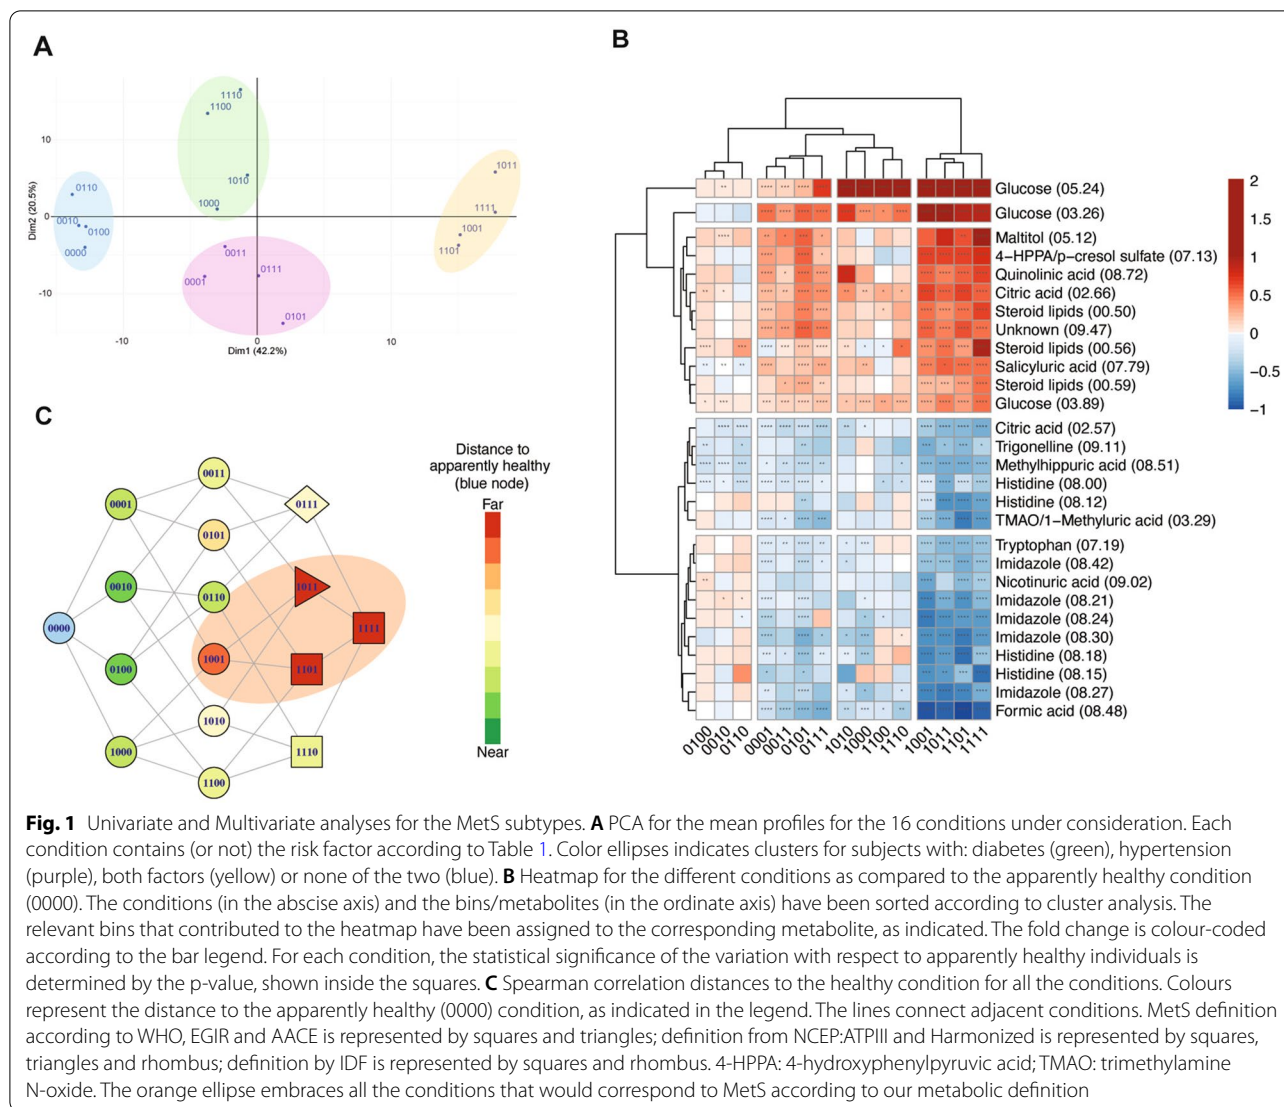 A
1110
1100
10
1010
1000
0110
0
0010
0100
0000
0011
0001
0111
0101
-10
1011
1111
1001
1101
-10
0
10
Dim1 (42.2%)
Dim2 (20.5%)
B
Glucose (05.24)
Glucose (03.26)
Maltitol (05.12)
4-HPPA/p-cresol sulfate (07.13)
Quinolinic acid (08.72)
Citric acid (02.66)
Steroid lipids (00.50)
Unknown (09.47)
Steroid lipids (00.56)
Salicyluric acid (07.79)
Steroid lipids (00.59)
Glucose (03.89)
Citric acid (02.57)
Trigonelline (09.11)
Methylhippuric acid (08.51)
Histidine (08.00)
Histidine (08.12)
TMAO/1-Methyluric acid (03.29)
Tryptophan (07.19)
Imidazole (08.42)
Nicotinuric acid (09.02)
Imidazole (08.21)
Imidazole (08.24)
Imidazole (08.30)
Histidine (08.18)
Histidine (08.15)
Imidazole (08.27)
Formic acid (08.48)
0100 0010 0110 0001 0011 0101 0111 1010 1000 1100 1110 1001 1011 1101 1111
2
1.5
1
0.5
0
-0.5
-1
C
Distance to
apparently healthy
(blue node)
Far
Near
0011
0001
0111
0101
0010
0110
1011
0000
1111
0100
1001
1101
1010
1000
1110
1100
Fig. 1 Univariate and Multivariate analyses for the MetS subtypes. A PCA for the mean profiles for the 16 conditions under consideration. Each
condition contains (or not) the risk factor according to Table 1. Color ellipses indicates clusters for subjects with: diabetes (green), hypertension
(purple), both factors (yellow) or none of the two (blue). B Heatmap for the different conditions as compared to the apparently healthy condition
(0000). The conditions (in the abscise axis) and the bins/metabolites (in the ordinate axis) have been sorted according to cluster analysis. The
relevant bins that contributed to the heatmap have been assigned to the corresponding metabolite, as indicated. The fold change is colour-coded
according to the bar legend. For each condition, the statistical significance of the variation with respect to apparently healthy individuals is
determined by the p-value, shown inside the squares. C Spearman correlation distances to the healthy condition for all the conditions. Colours
represent the distance to the apparently healthy (0000) condition, as indicated in the legend. The lines connect adjacent conditions. MetS definition
according to WHO, EGIR and AACE is represented by squares and triangles; definition from NCEP:ATPIII and Harmonized is represented by squares,
triangles and rhombus; definition by IDF is represented by squares and rhombus. 4-HPPA: 4-hydroxyphenylpyruvic acid; TMAO: trimethylamine
N-oxide. The orange ellipse embraces all the conditions that would correspond to MetS according to our metabolic definition